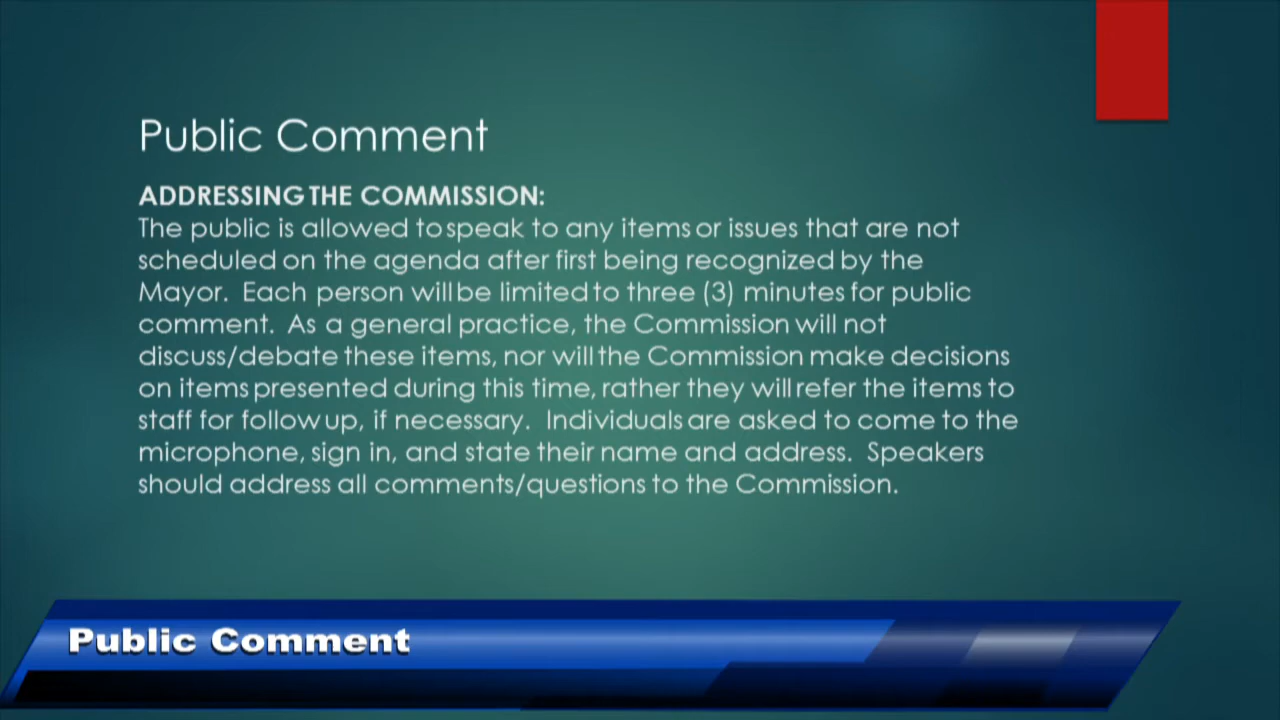 Public Comment
ADDRESSING THE COMMISSION:
The public is allowed to speak to any items or issues that are not
scheduled on the agenda after first being recognized by the
Mayor.  Each person will be limited to three (3) minutes for public
comment.  As a general practice, the Commission will not
discuss/debate these items, nor will the Commission make decisions
on items presented during this time, rather they will refer the items to
staff for follow up, if necessary.  Individuals are asked to come to the
microphone, sign in, and state their name and address.  Speakers
should address all comments/questions to the Commission.
Public Comment